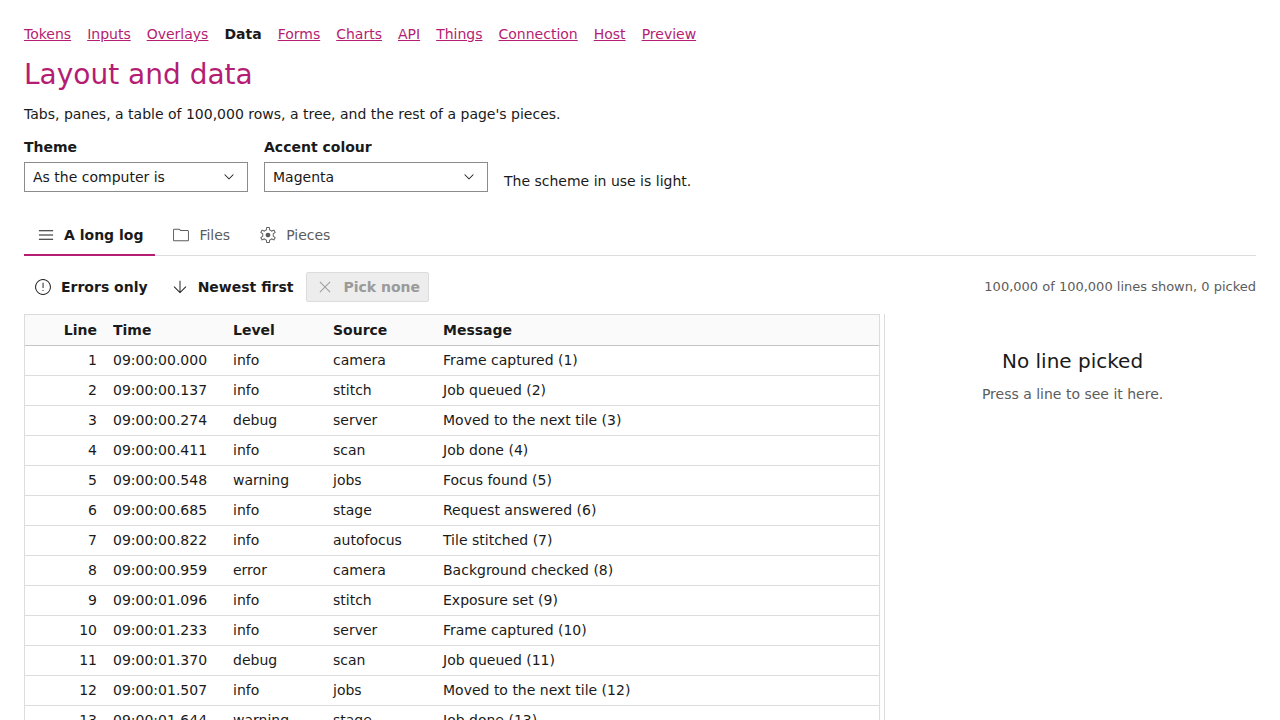 Tokens Inputs Overlays Data Forms Charts API Things Connection Host Preview
Layout and data
Tabs, panes, a table of 100,000 rows, a tree, and the rest of a page's pieces.
Theme Accent colour
As the computer is Magenta The scheme in use is light.
A long log Files Pieces
Errors only Newest first Pick none 100,000 of 100,000 lines shown, 0 picked
Line Time Level Source Message
1 09:00:00.000 info camera Frame captured (1)
2 09:00:00.137 info stitch Job queued (2)
3 09:00:00.274 debug server Moved to the next tile (3)
4 09:00:00.411 info scan Job done (4)
5 09:00:00.548 warning jobs Focus found (5)
6 09:00:00.685 info stage Request answered (6)
7 09:00:00.822 info autofocus Tile stitched (7)
8 09:00:00.959 error camera Background checked (8)
9 09:00:01.096 info stitch Exposure set (9)
10 09:00:01.233 info server Frame captured (10)
11 09:00:01.370 debug scan Job queued (11)
12 09:00:01.507 info jobs Moved to the next tile (12)
13 09:00:01.644 warning stage Job done (13)
No line picked
Press a line to see it here.